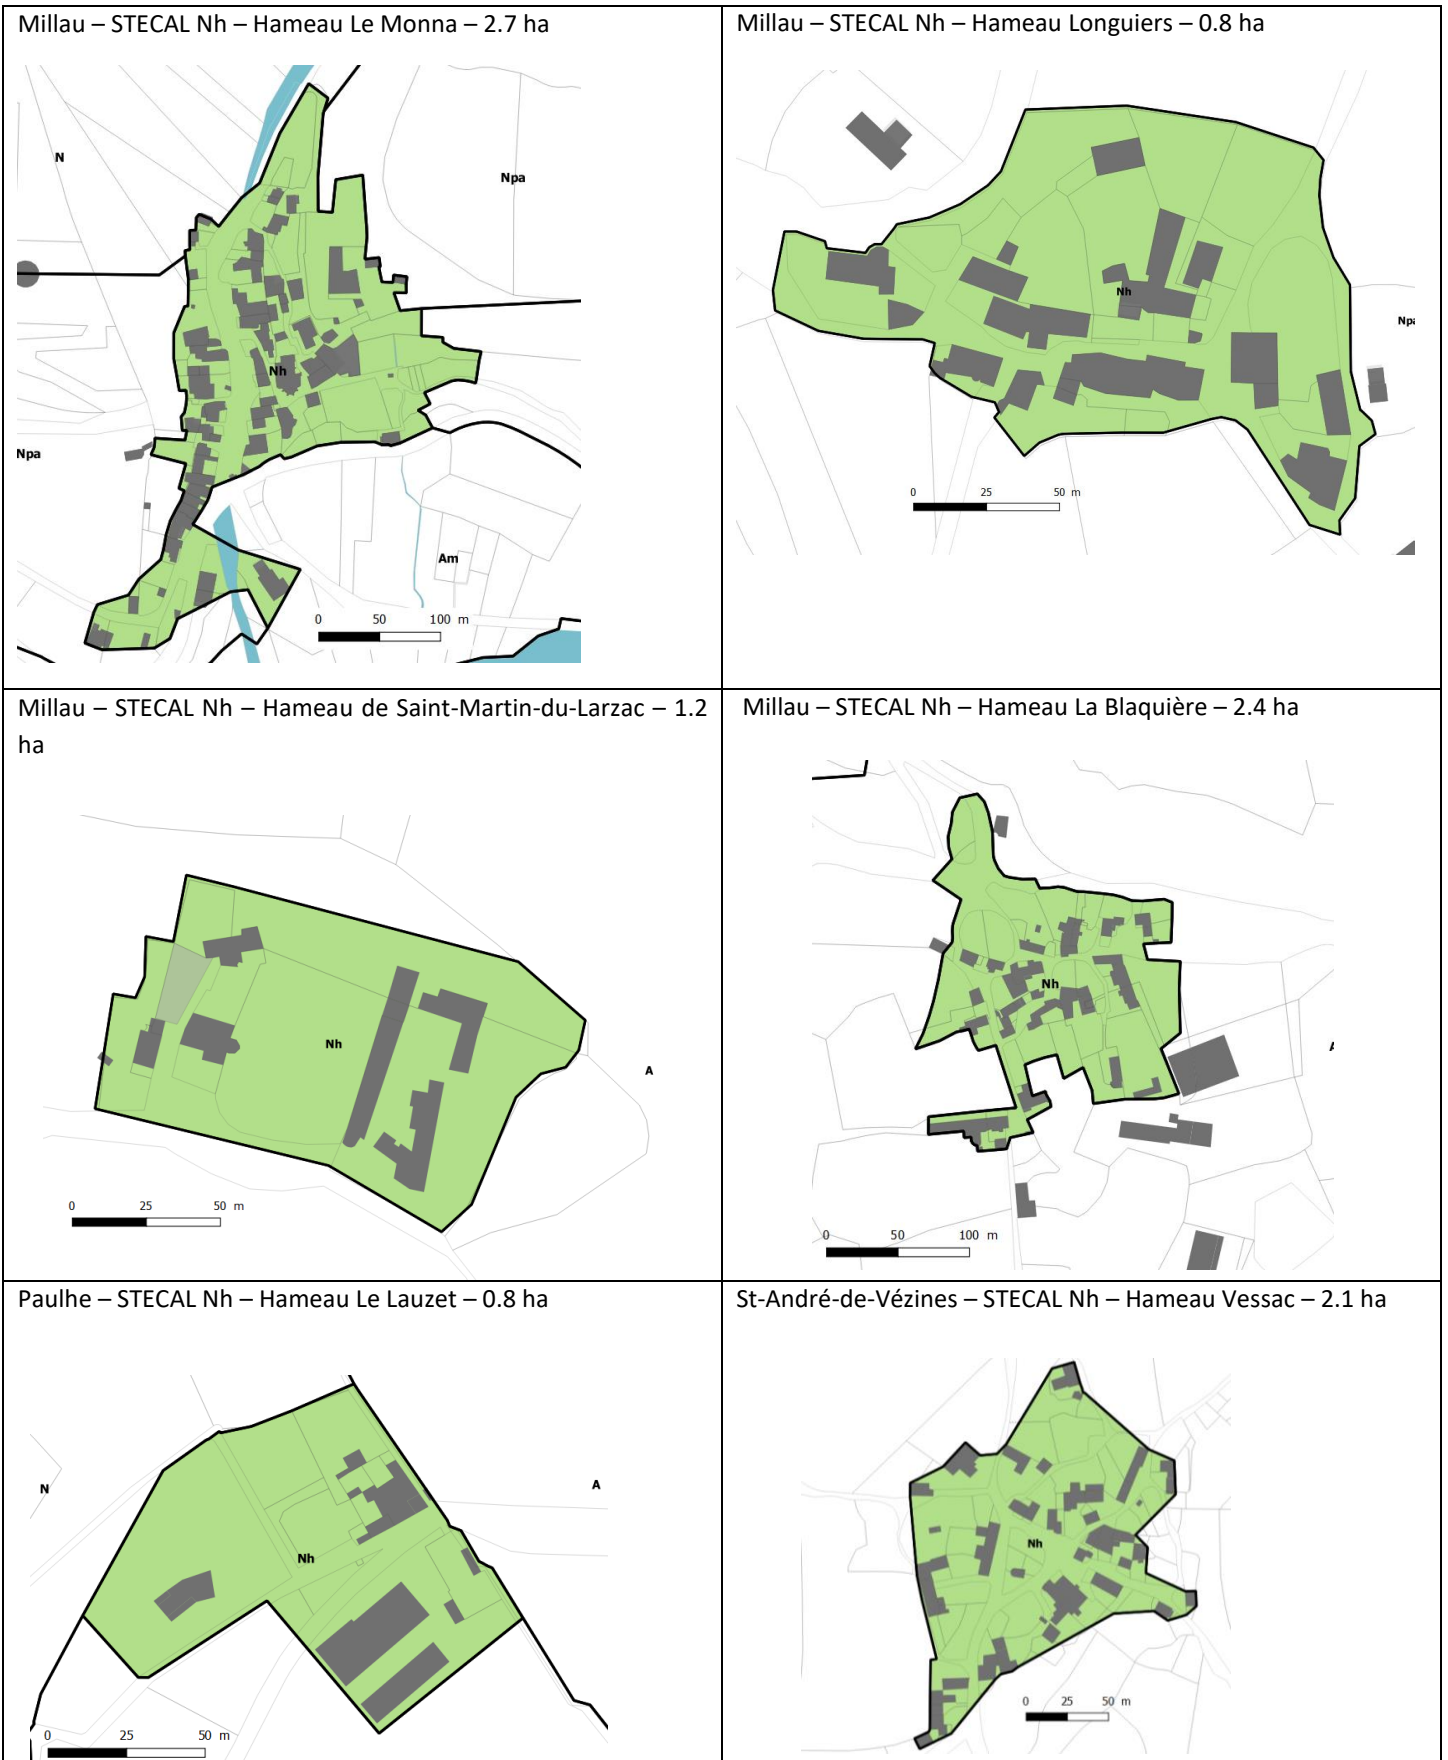 Millau – STECAL Nh – Hameau Le Monna – 2.7 ha
N
Npa
Nh
Npa
Am
0 50 100 m
Millau – STECAL Nh – Hameau Longuiers – 0.8 ha
Nh
Npa
0 25 50 m
Millau – STECAL Nh – Hameau de Saint-Martin-du-Larzac – 1.2
ha
Nh
A
0 25 50 m
Millau – STECAL Nh – Hameau La Blaquière – 2.4 ha
Nh
A
0 50 100 m
Paulhe – STECAL Nh – Hameau Le Lauzet – 0.8 ha
N
A
Nh
0 25 50 m
St-André-de-Vézines – STECAL Nh – Hameau Vessac – 2.1 ha
Nh
0 25 50 m